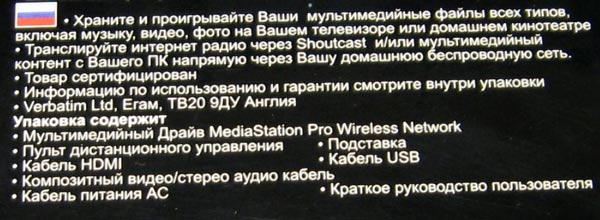 • Храните и проигрывайте Ваши мультимедийные файлы всех типов,
включая музыку, видео, фото на Вашем телевизоре или домашнем кинотеатре
• Транслируйте интернет радио через Shoutcast и/или мультимедийный
контент с Вашего ПК напрямую через Вашу домашнюю беспроводную сеть.
• Товар сертифицирован
• Информацию по использованию и гарантии смотрите внутри упаковки
• Verbatim Ltd, Егам, ТВ20 9ДУ Англия
Упаковка содержит
• Мультимедийный Драйв MediaStation Pro Wireless Network
• Пульт дистанционного управления • Подставка
• Кабель HDMI • Кабель USB
• Композитный видео/стерео аудио кабель
• Кабель питания AC • Краткое руководство пользователя